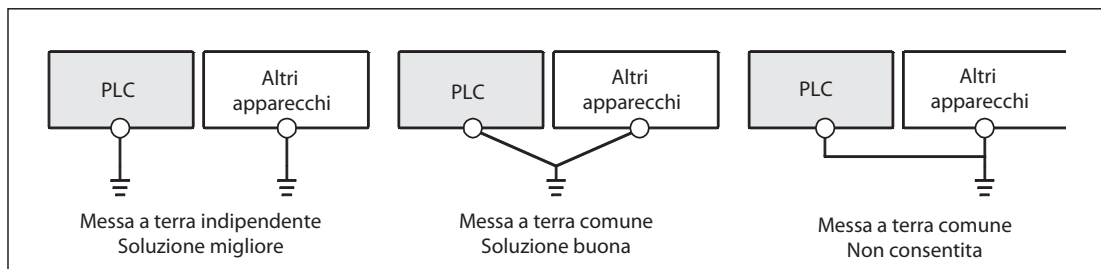 PLC
Altri
apparecchi
PLC
Altri
apparecchi
PLC
Altri
apparecchi
Messa a terra indipendente
Soluzione migliore
Messa a terra comune
Soluzione buona
Messa a terra comune
Non consentita